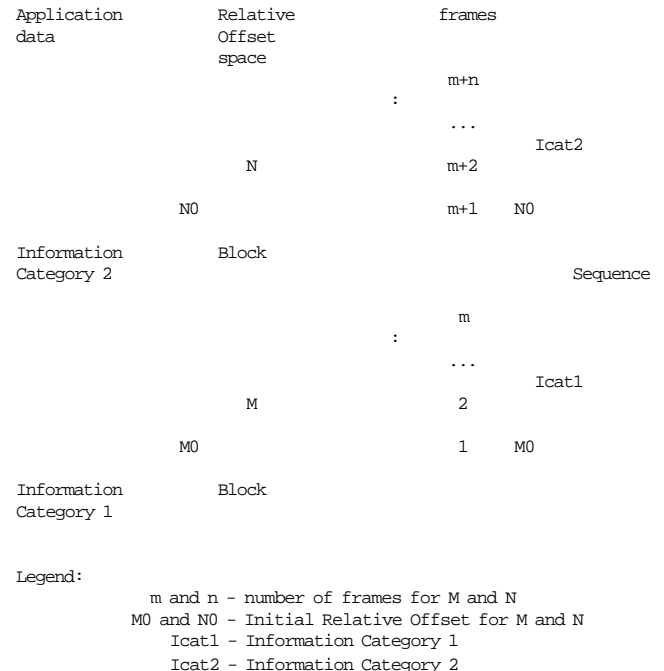 Application Relative frames
data Offset
space
m+n
:
...
Icat2
N m+2
N0 m+1 N0
Information Block
Category 2 Sequence
m
:
...
Icat1
M 2
M0 1 M0
Information Block
Category 1
Legend:
m and n - number of frames for M and N
M0 and N0 - Initial Relative Offset for M and N
Icat1 - Information Category 1
Icat2 - Information Category 2